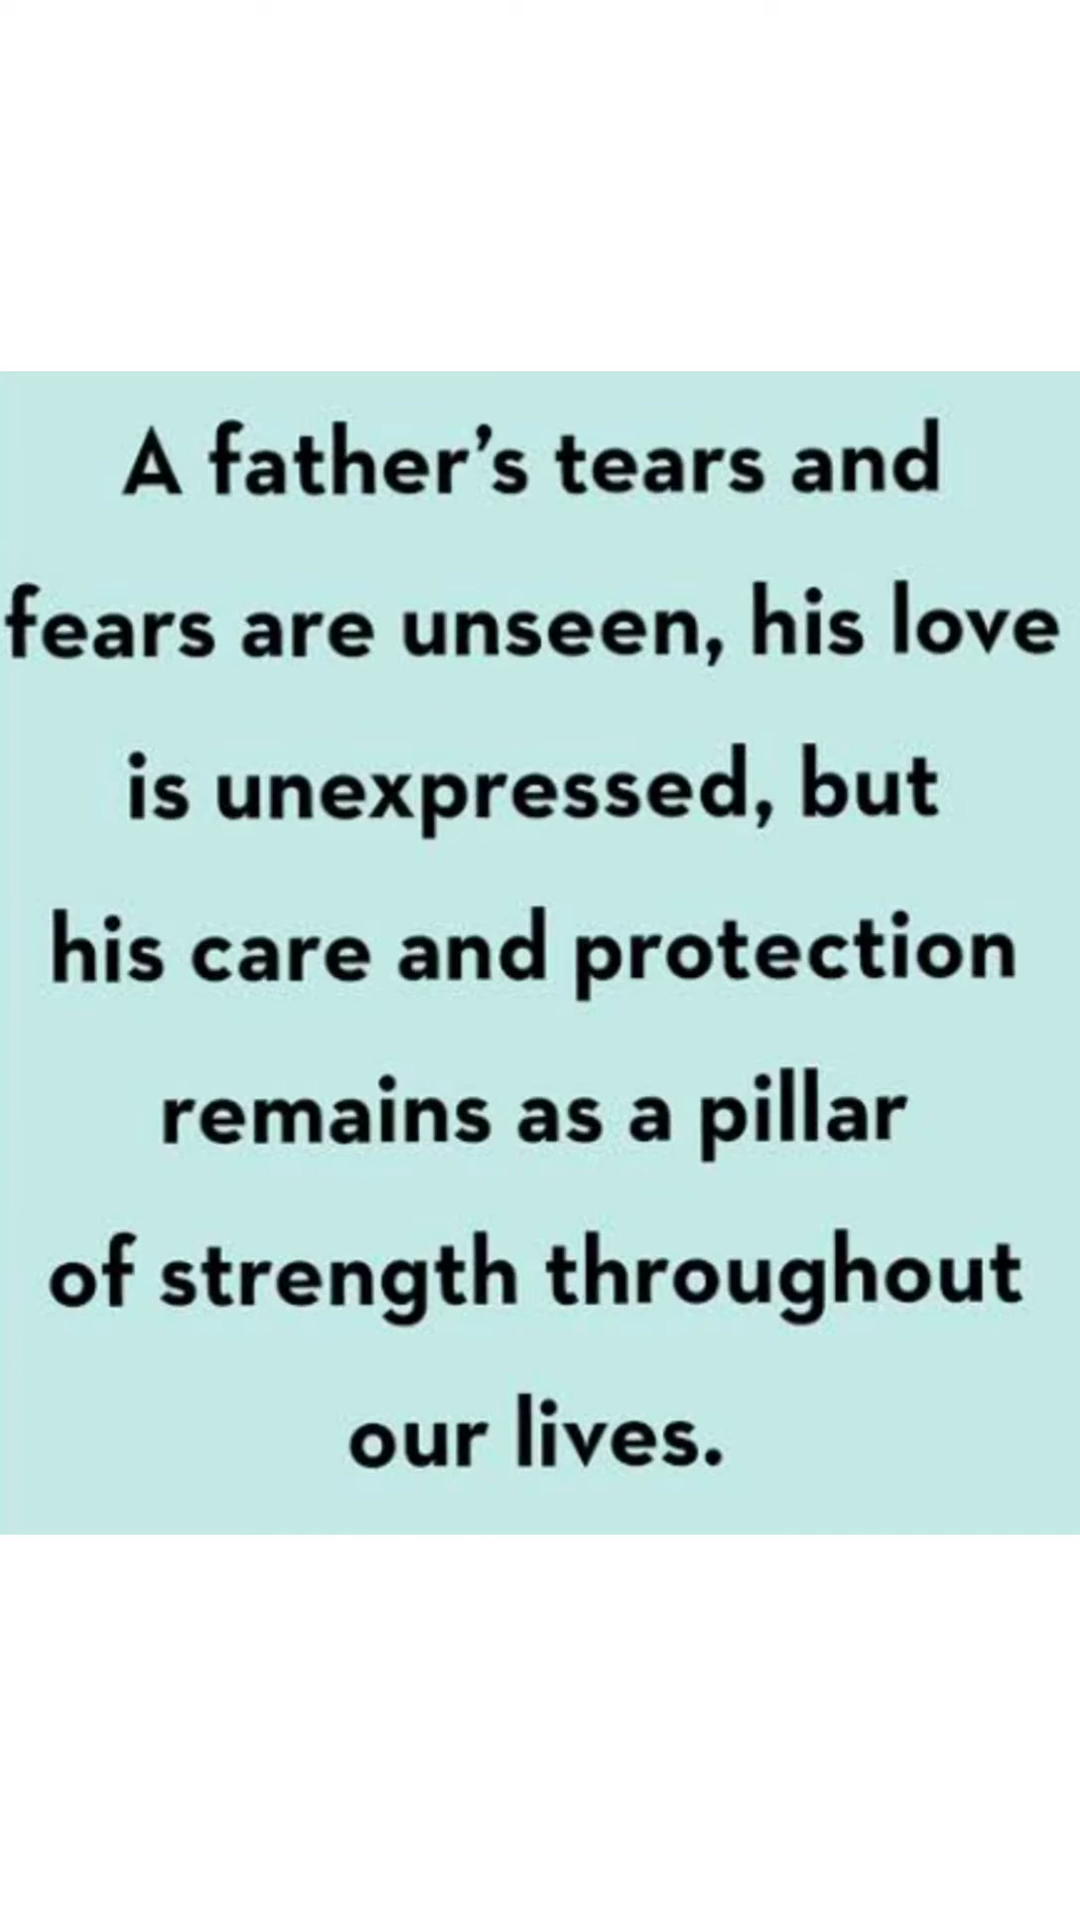 A father’s tears and
fears are unseen, his love
is unexpressed, but
his care and protection
remains as a pillar
of strength throughout
our lives.